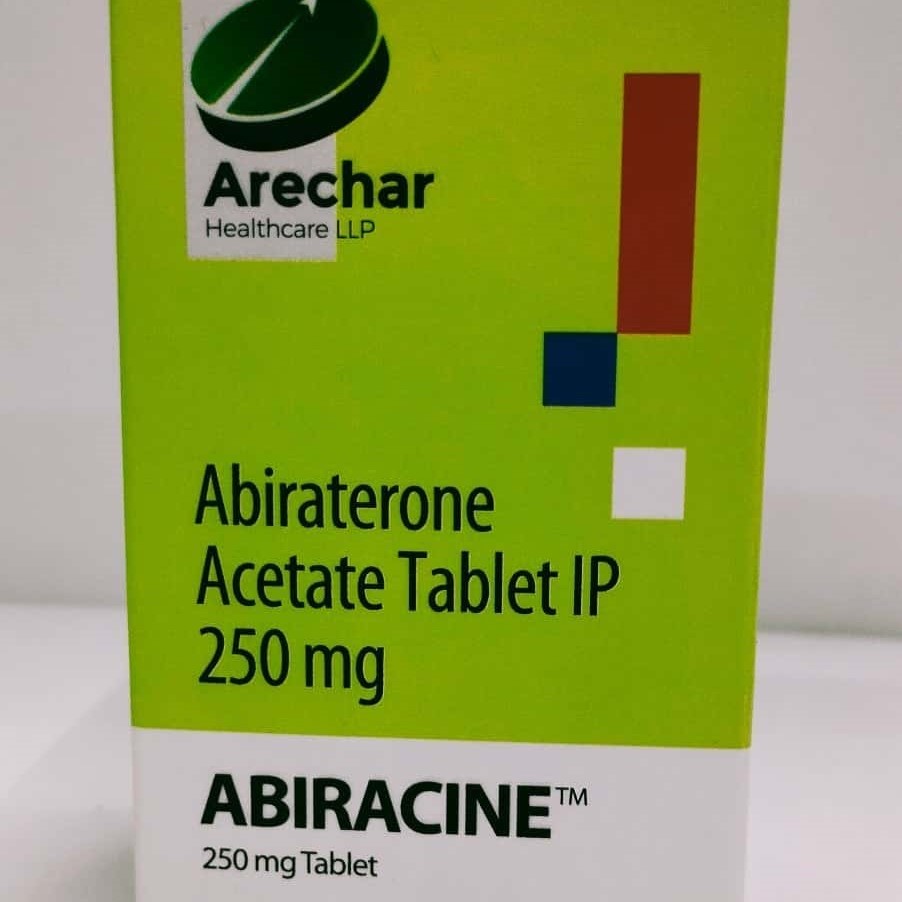 Arechar
Healthcare LLP
Abiraterone
Acetate Tablet IP
250 mg
ABIRACINE™
250 mg Tablet